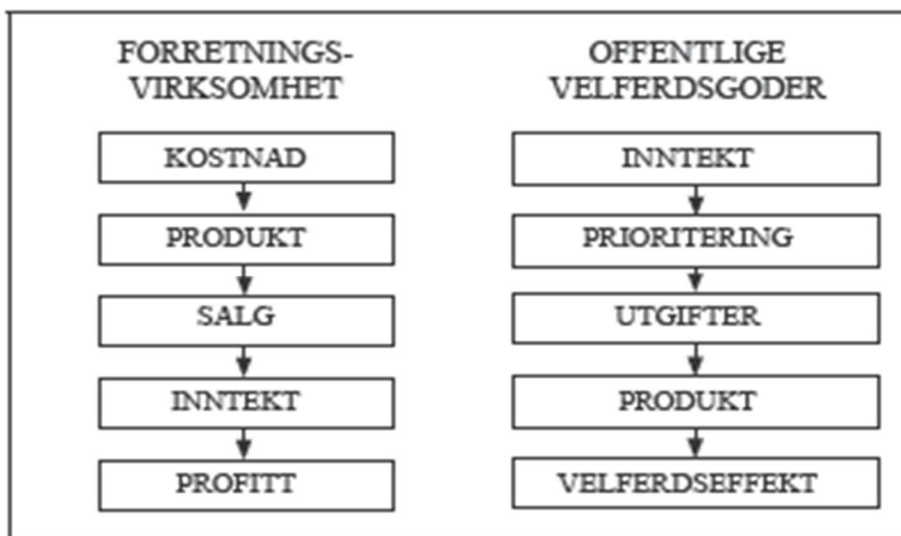 FORRETNINGS-
VIRKSOMHET
KOSTNAD
PRODUKT
SALG
INNTEKT
PROFITT
OFFENTLIGE
VELFERDSGODER
INNTEKT
PRIORITERING
UTGIFTER
PRODUKT
VELFERDSEFFEKT